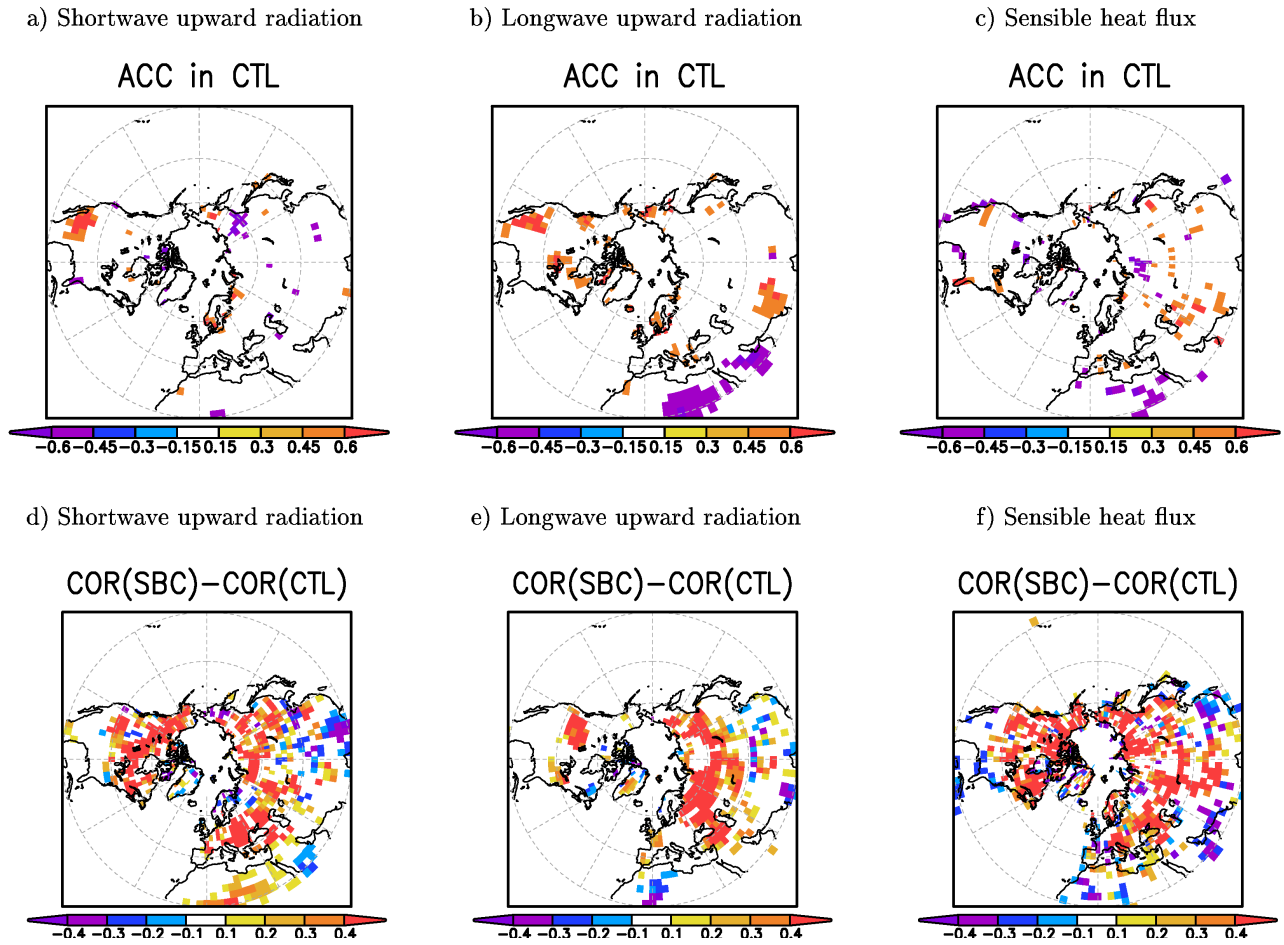 a) Shortwave upward radiation
b) Longwave upward radiation
c) Sensible heat flux
ACC in CTL
ACC in CTL
ACC in CTL
-0.6 -0.45 -0.3 -0.15 0.15 0.3 0.45 0.6
-0.6 -0.45 -0.3 -0.15 0.15 0.3 0.45 0.6
-0.6 -0.45 -0.3 -0.15 0.15 0.3 0.45 0.6
d) Shortwave upward radiation
e) Longwave upward radiation
f) Sensible heat flux
COR(SBC)-COR(CTL)
COR(SBC)-COR(CTL)
COR(SBC)-COR(CTL)
-0.4 -0.3 -0.2 -0.1 0.1 0.2 0.3 0.4
-0.4 -0.3 -0.2 -0.1 0.1 0.2 0.3 0.4
-0.4 -0.3 -0.2 -0.1 0.1 0.2 0.3 0.4